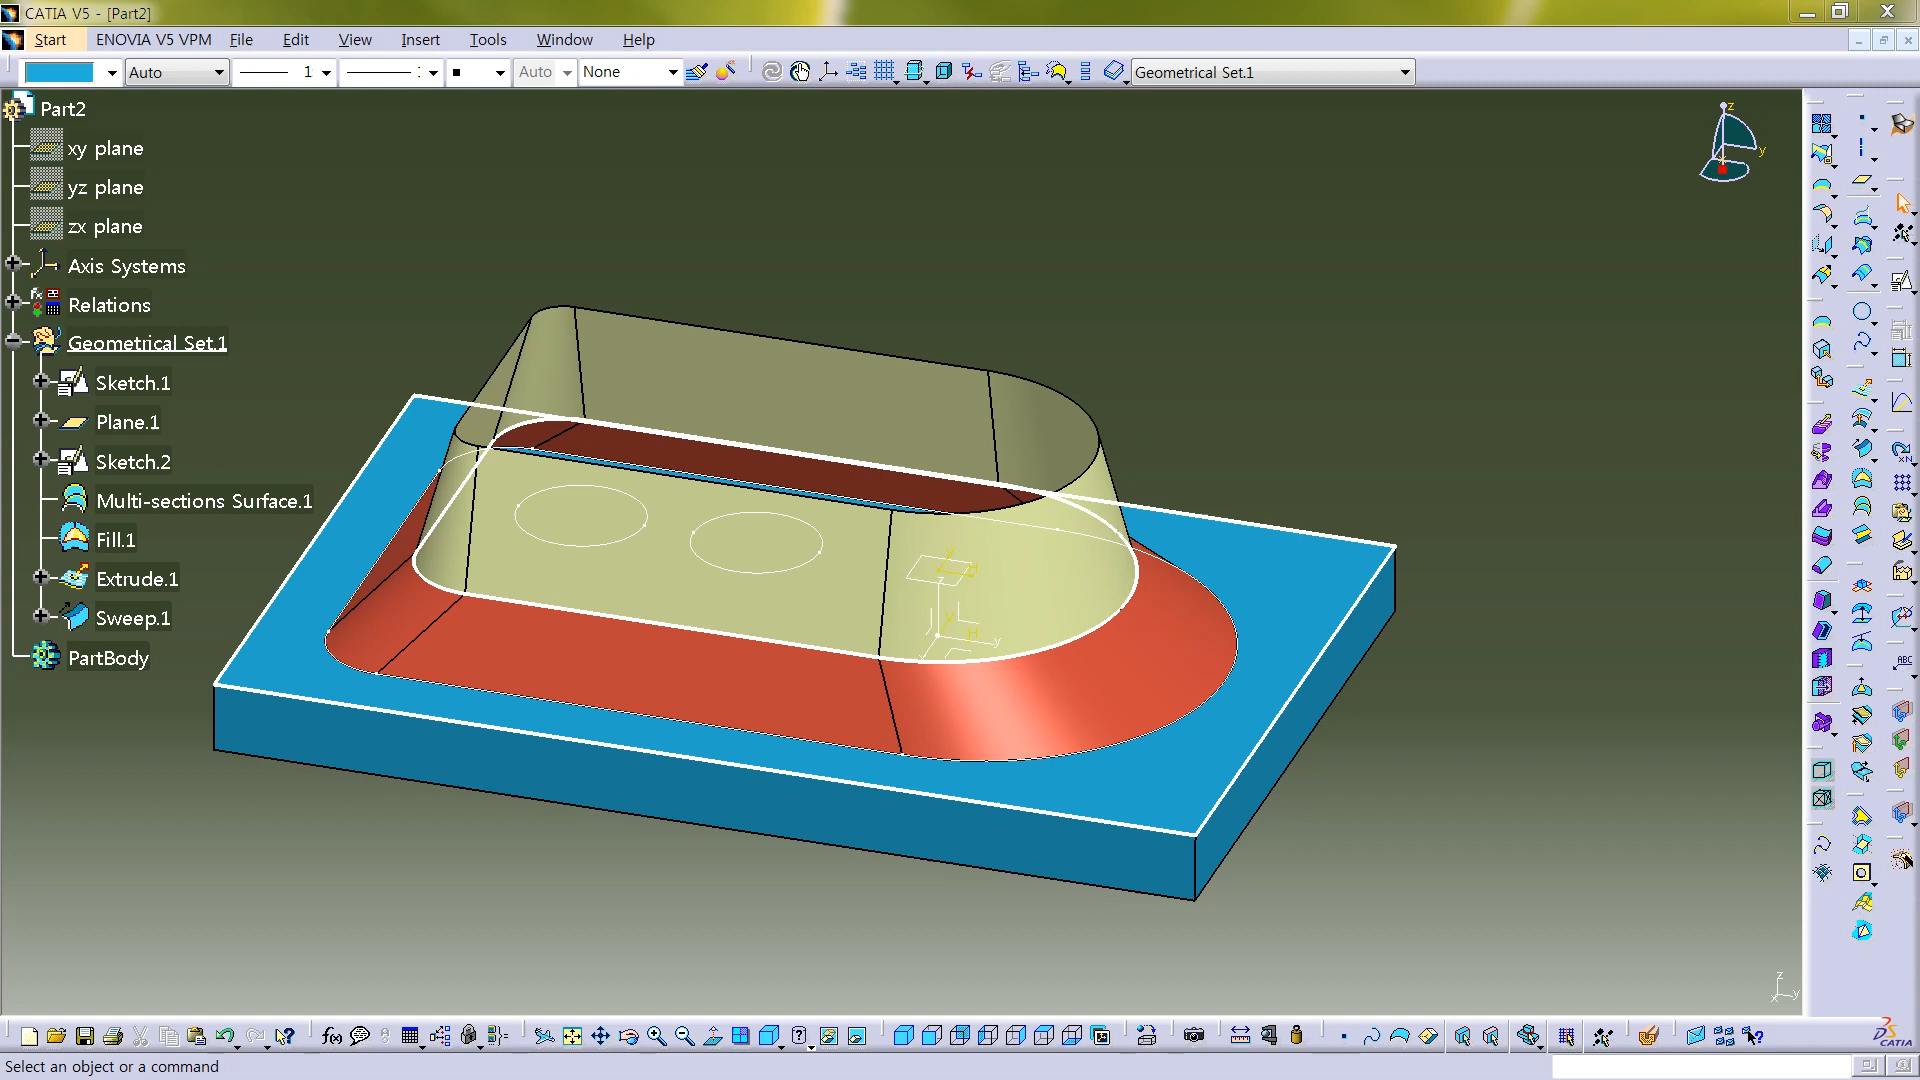 CATIA V5 - [Part2]
Start ENOVIA V5 VPM File Edit View Insert Tools Window Help
Auto 1 Auto None Geometrical Set.1
Part2
xy plane
yz plane
zx plane
Axis Systems
Relations
Geometrical Set.1
Sketch.1
Plane.1
Sketch.2
Multi-sections Surface.1
Fill.1
Extrude.1
Sweep.1
PartBody
z
y
y
H
z
y
H
y
z
x y
ABC
f(x)
CATIA
Select an object or a command